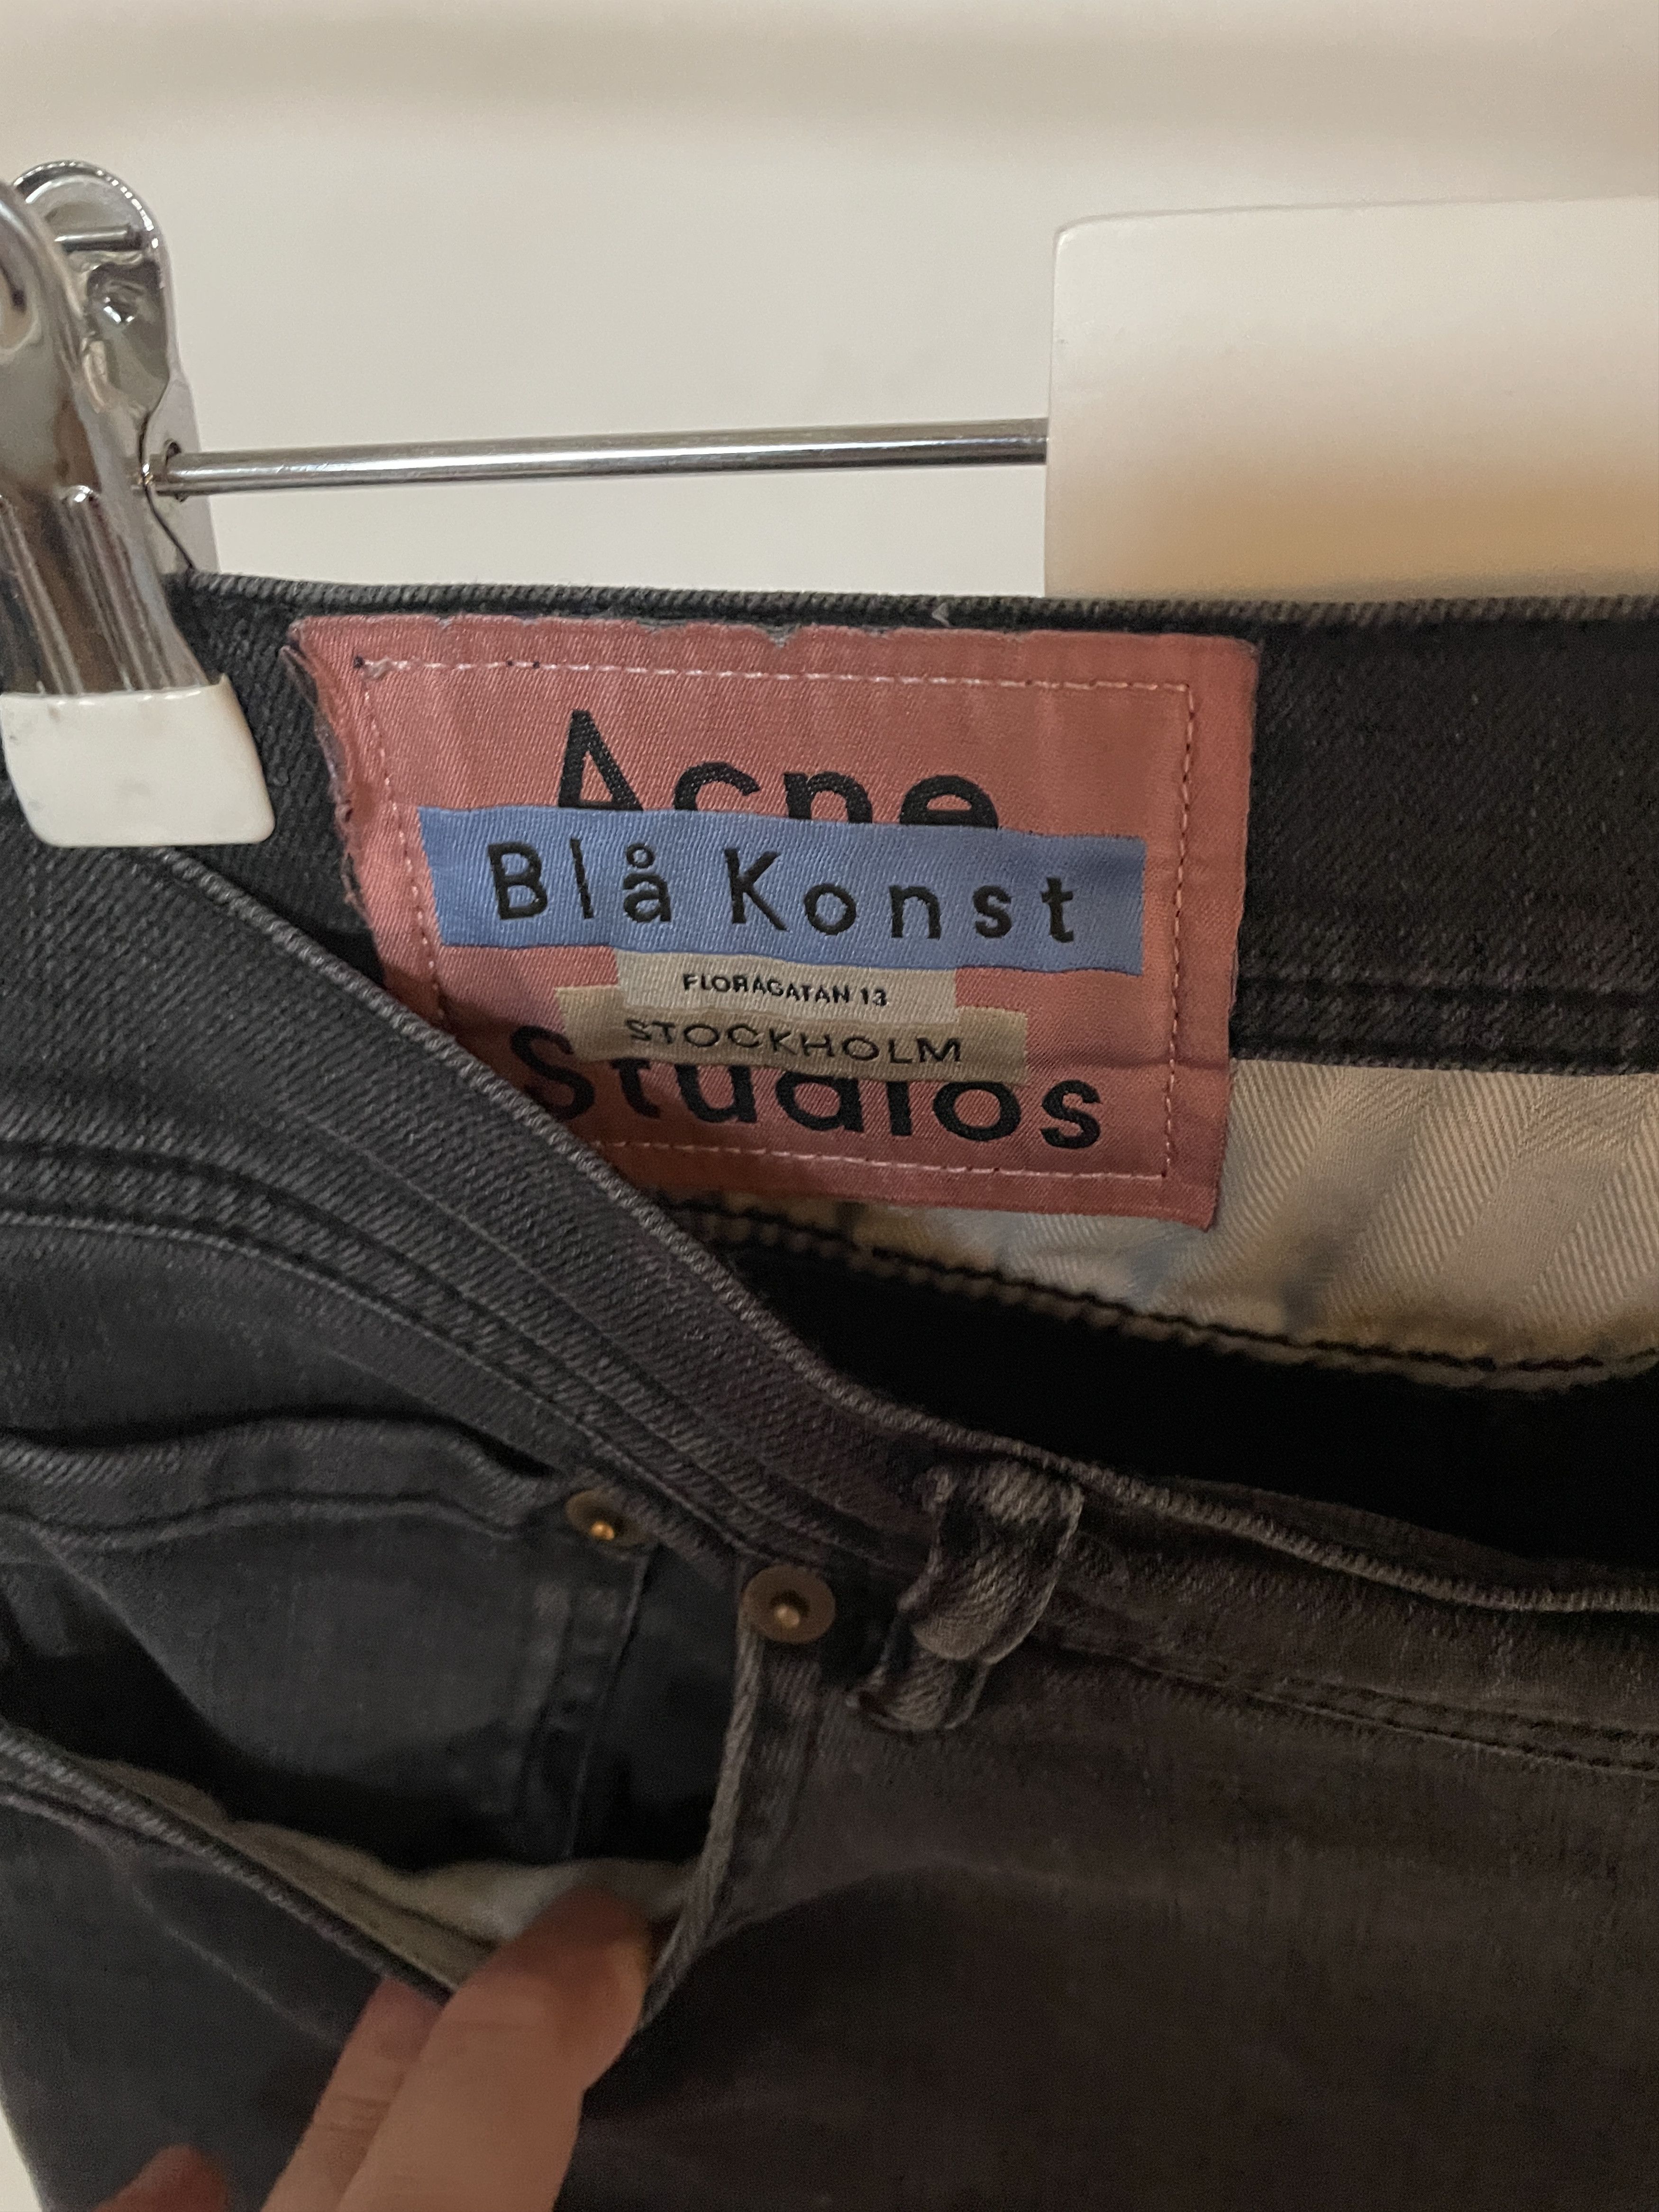 Acne
Blå Konst
FLORAGATAN 13
STOCKHOLM
Studios